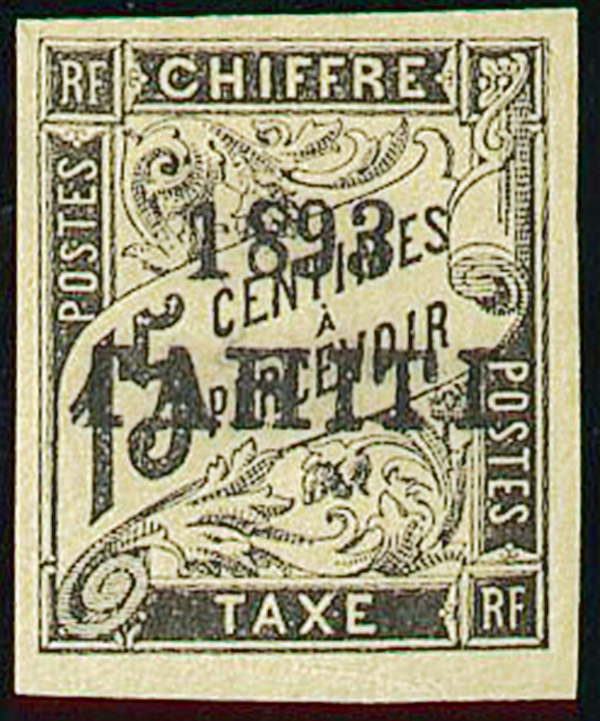 RF CHIFFRE
POSTES
1893
15 CENTIMES
À
PERCEVOIR
TAHITI
POSTES
TAXE RF